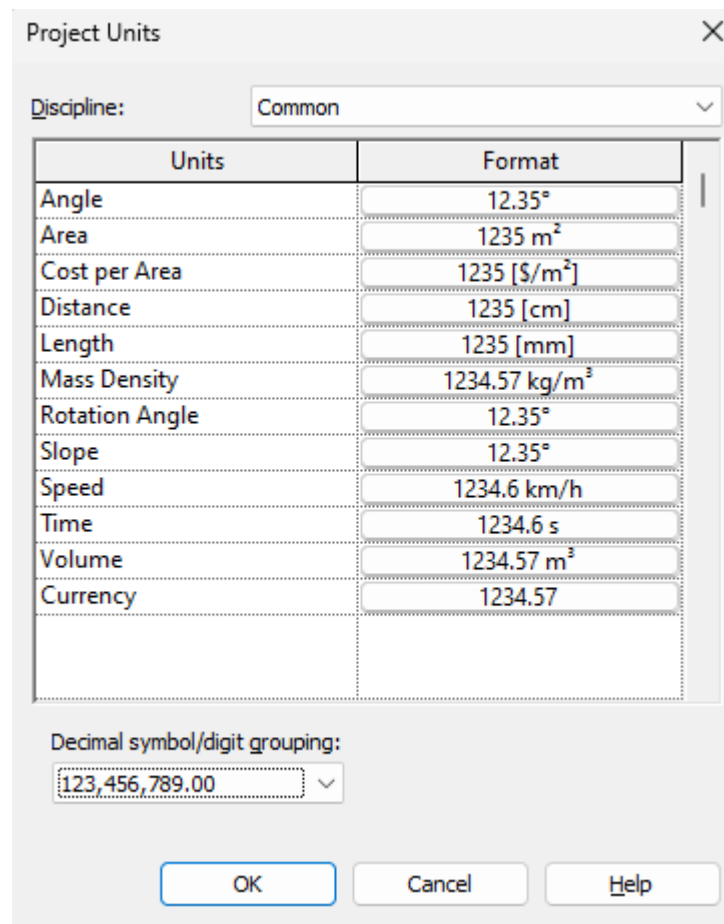 Project Units
Discipline: Common
Units Format
Angle 12.35°
Area 1235 m²
Cost per Area 1235 [$/m²]
Distance 1235 [cm]
Length 1235 [mm]
Mass Density 1234.57 kg/m³
Rotation Angle 12.35°
Slope 12.35°
Speed 1234.6 km/h
Time 1234.6 s
Volume 1234.57 m³
Currency 1234.57
Decimal symbol/digit grouping:
123,456,789.00
OK Cancel Help